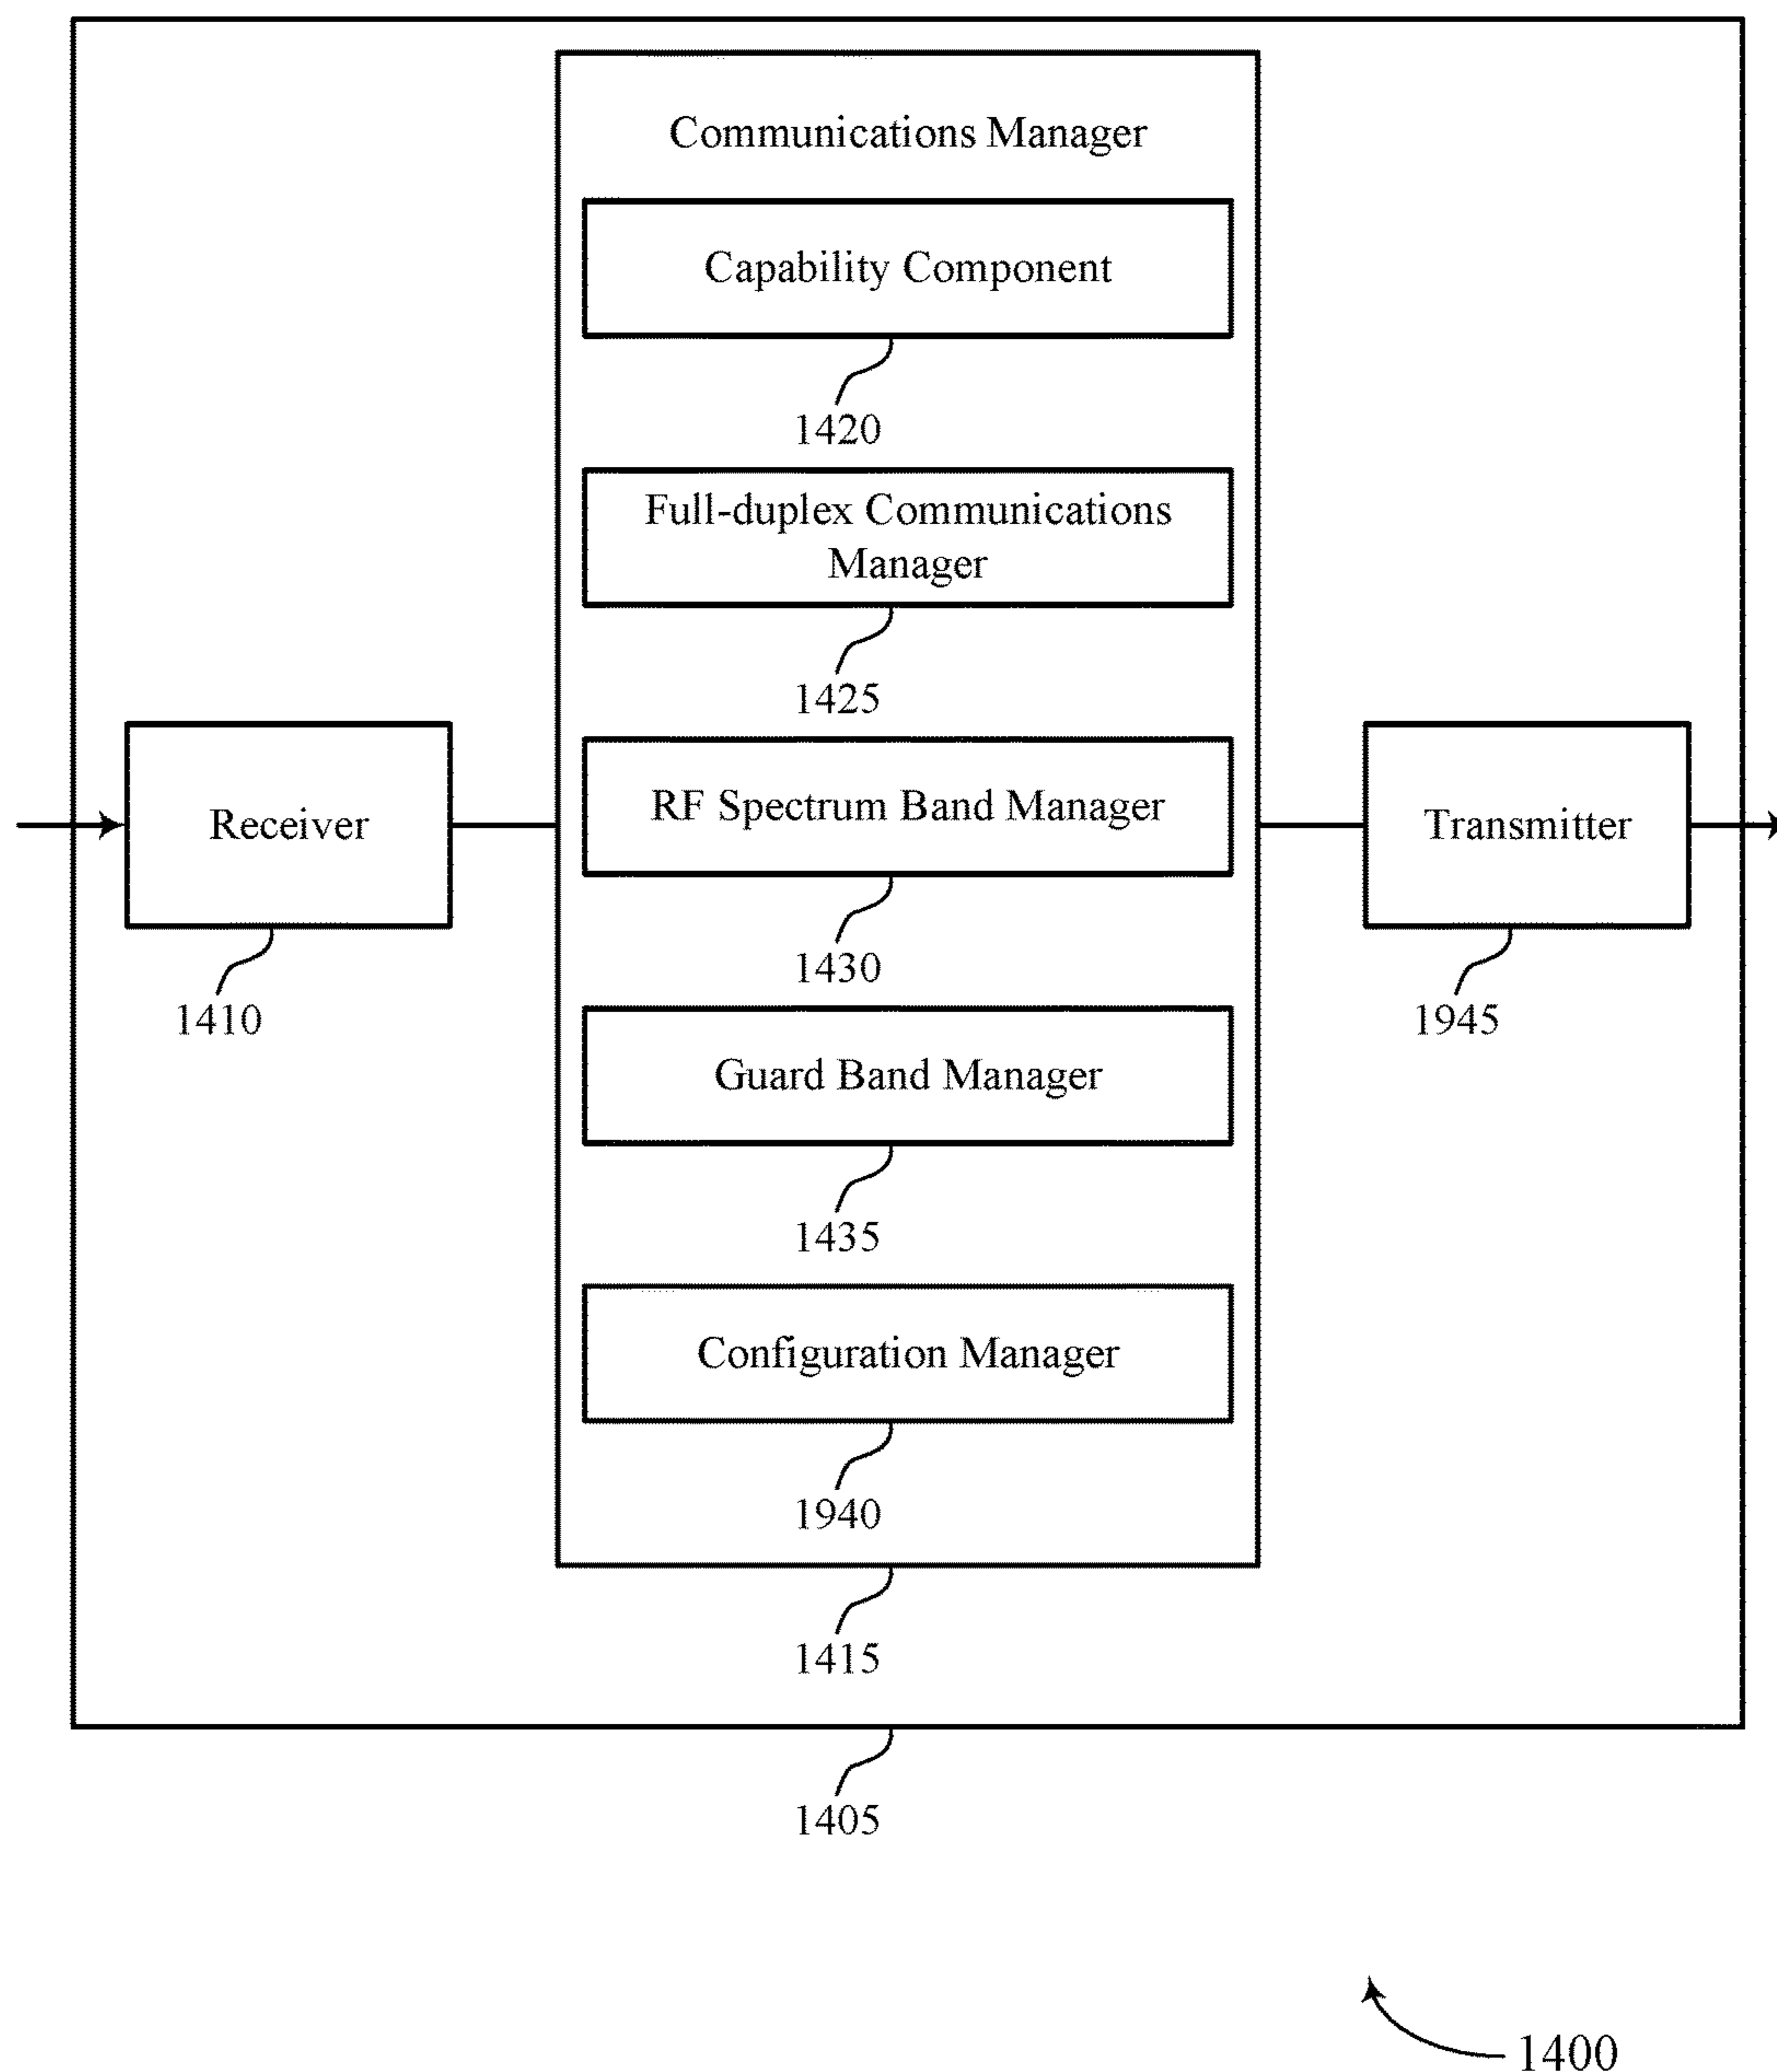 Communications Manager
Capability Component
1420
Full-duplex Communications
Manager
1425
Receiver
1410
RF Spectrum Band Manager
1430
Transmitter
1945
Guard Band Manager
1435
Configuration Manager
1940
1415
1405
1400